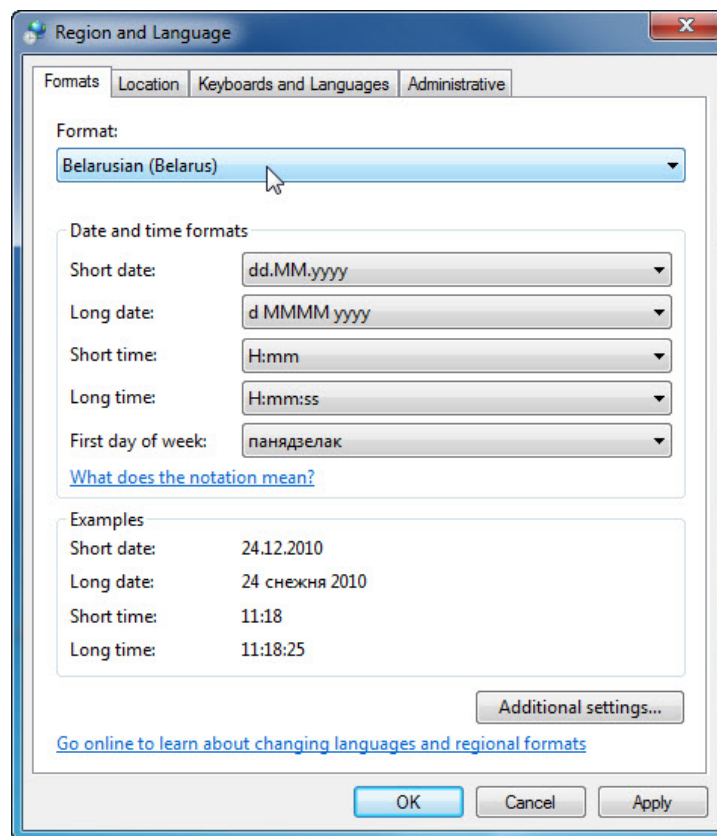 Region and Language
Formats Location Keyboards and Languages Administrative
Format:
Belarusian (Belarus)
Date and time formats
Short date: dd.MM.yyyy
Long date: d MMMM yyyy
Short time: H:mm
Long time: H:mm:ss
First day of week: панядзелак
What does the notation mean?
Examples
Short date: 24.12.2010
Long date: 24 снежня 2010
Short time: 11:18
Long time: 11:18:25
Additional settings...
Go online to learn about changing languages and regional formats
OK Cancel Apply